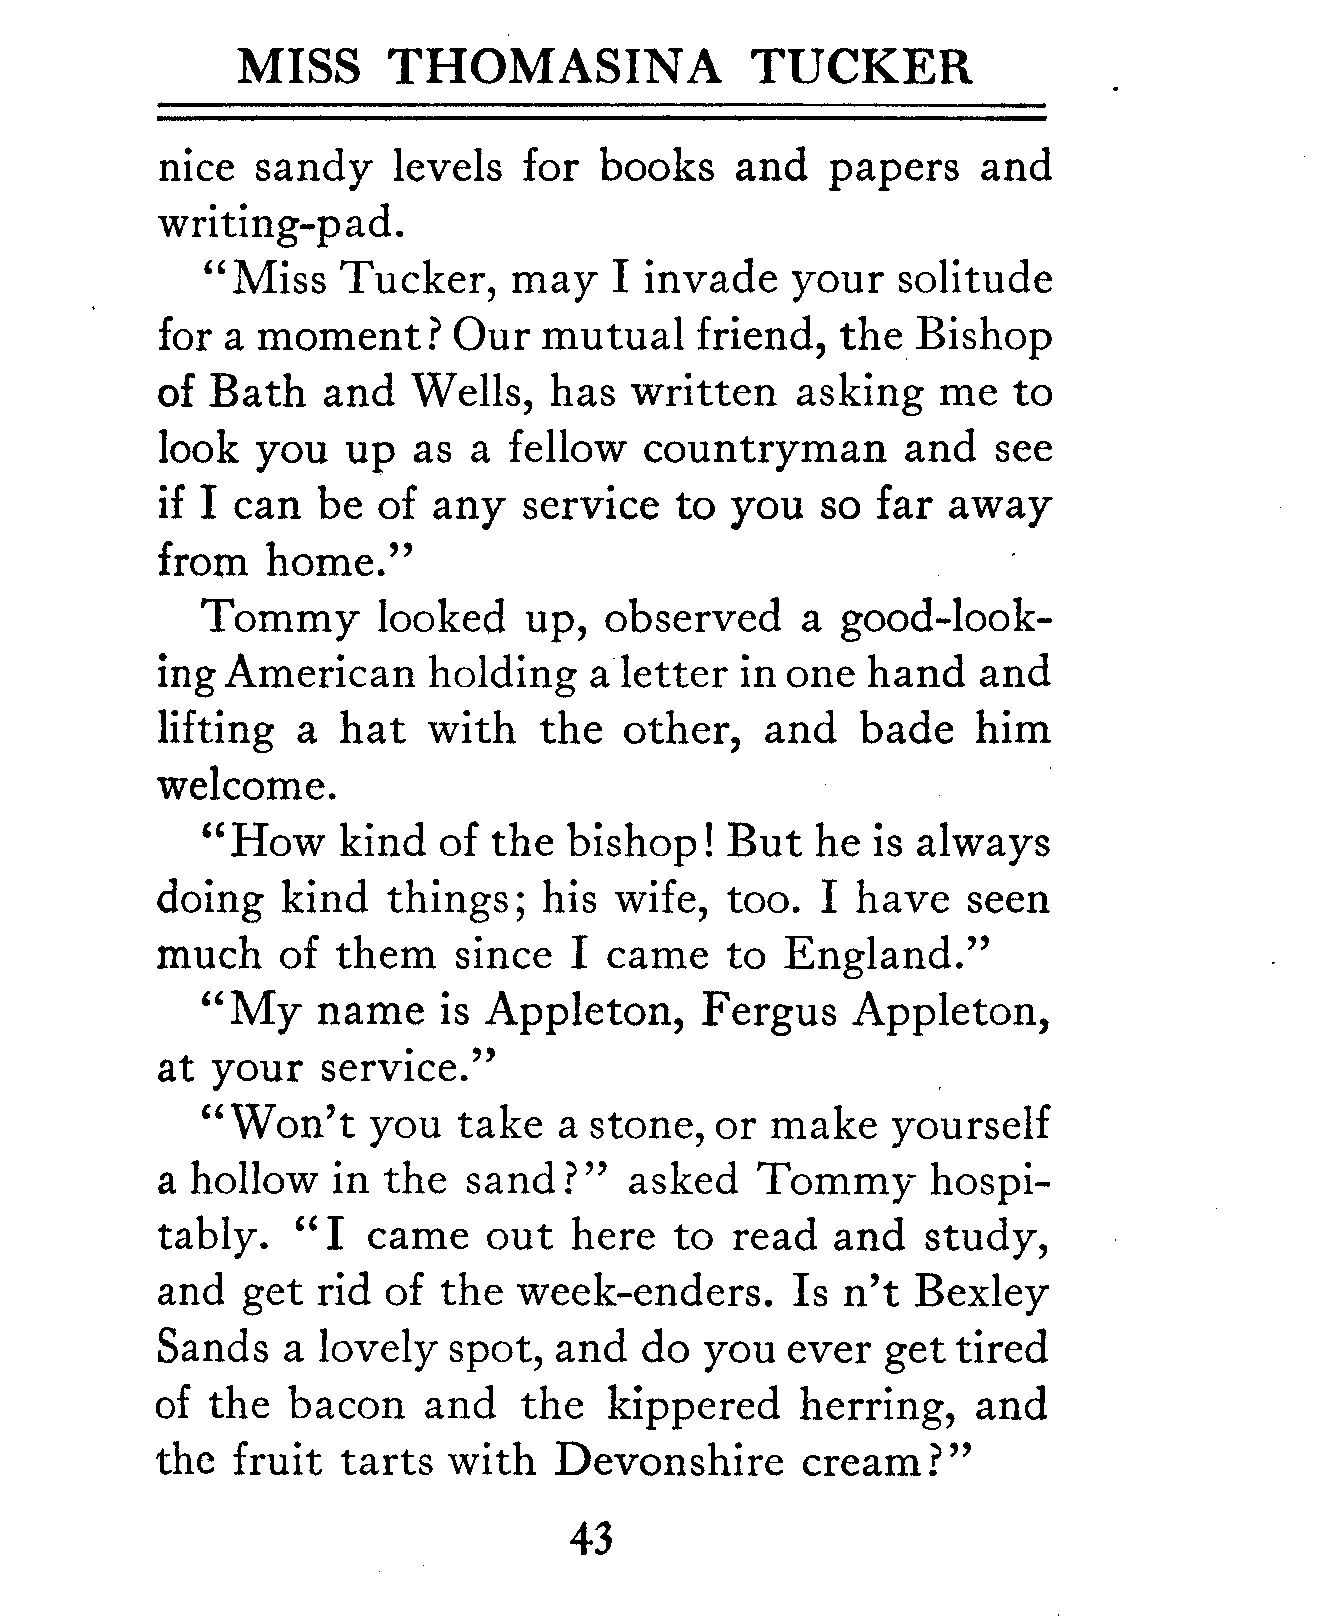 MISS THOMASINA TUCKER
nice sandy levels for books and papers and
writing-pad.
“Miss Tucker, may I invade your solitude
for a moment? Our mutual friend, the Bishop
of Bath and Wells, has written asking me to
look you up as a fellow countryman and see
if I can be of any service to you so far away
from home.”
Tommy looked up, observed a good-look-
ing American holding a letter in one hand and
lifting a hat with the other, and bade him
welcome.
“How kind of the bishop! But he is always
doing kind things; his wife, too. I have seen
much of them since I came to England.”
“My name is Appleton, Fergus Appleton,
at your service.”
“Won’t you take a stone, or make yourself
a hollow in the sand?” asked Tommy hospi-
tably. “I came out here to read and study,
and get rid of the week-enders. Is n’t Bexley
Sands a lovely spot, and do you ever get tired
of the bacon and the kippered herring, and
the fruit tarts with Devonshire cream?”
43